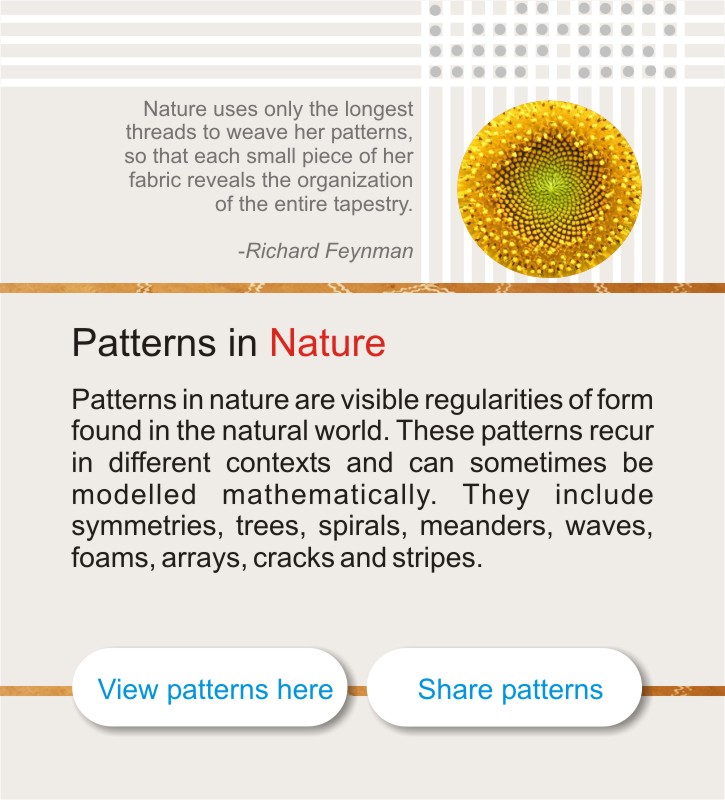 Nature uses only the longest
threads to weave her patterns,
so that each small piece of her
fabric reveals the organization
of the entire tapestry.
-Richard Feynman
Patterns in Nature
Patterns in nature are visible regularities of form
found in the natural world. These patterns recur
in different contexts and can sometimes be
modelled mathematically. They include
symmetries, trees, spirals, meanders, waves,
foams, arrays, cracks and stripes.
View patterns here
Share patterns